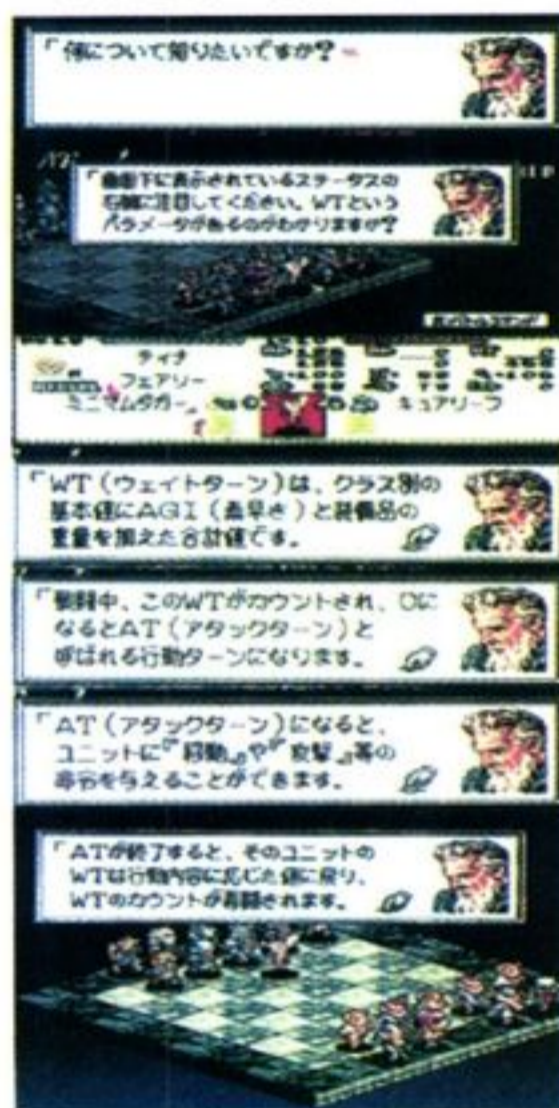 「何について知りたいですか?
「画面下に表示されているステータスの
右側に注目してください。WTという
パラメータがあるのがわかりますか?
ティナ
フェアリー
ミニマムダガー
キュアリーフ
「WT(ウェイトターン)は、クラス別の
基本値にAGI(素早さ)と装備品の
重量を加えた合計値です。
「戦闘中、このWTがカウントされ、0に
なるとAT(アタックターン)と
呼ばれる行動ターンになります。
「AT(アタックターン)になると、
ユニットに『移動』や『攻撃』等の
命令を与えることができます。
「ATが終了すると、そのユニットの
WTは行動内容に応じた値に戻り、
WTのカウントが再開されます。